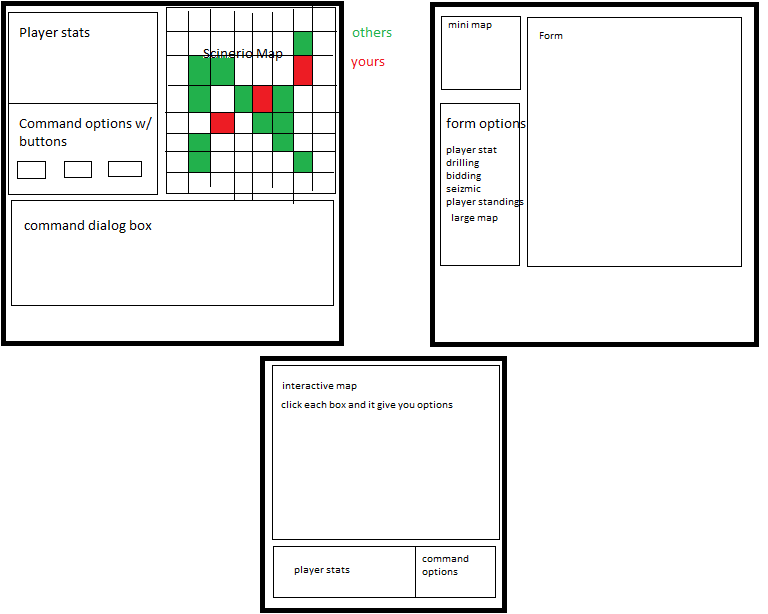 Player stats
Scinerio Map
Command options w/
buttons
command dialog box
others
yours
mini map
Form
form options
player stat
drilling
bidding
seizmic
player standings
large map
interactive map
click each box and it give you options
player stats
command
options